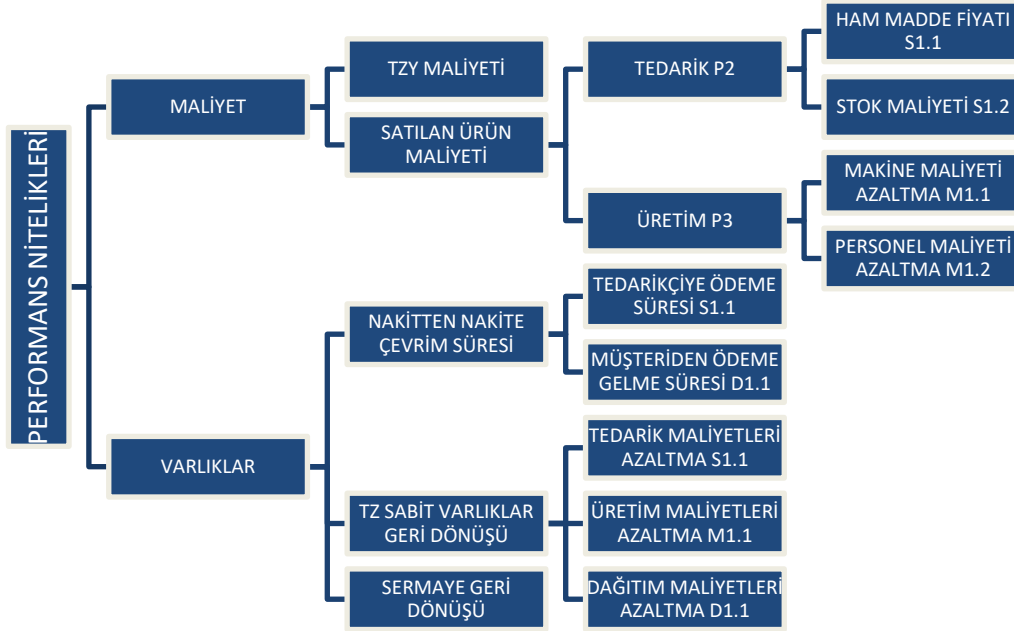 PERFORMANS NİTELİKLERİ
MALİYET
TZY MALİYETİ
SATILAN ÜRÜN
MALİYETİ
TEDARİK P2
HAM MADDE FİYATI
S1.1
STOK MALİYETİ S1.2
ÜRETİM P3
MAKİNE MALİYETİ
AZALTMA M1.1
PERSONEL MALİYETİ
AZALTMA M1.2
VARLIKLAR
NAKİTTEN NAKİTE
ÇEVRİM SÜRESİ
TEDARİKÇİYE ÖDEME
SÜRESİ S1.1
MÜŞTERİDEN ÖDEME
GELME SÜRESİ D1.1
TZ SABİT VARLIKLAR
GERİ DÖNÜŞÜ
TEDARİK MALİYETLERİ
AZALTMA S1.1
ÜRETİM MALİYETLERİ
AZALTMA M1.1
DAĞITIM MALİYETLERİ
AZALTMA D1.1
SERMAYE GERİ
DÖNÜŞÜ